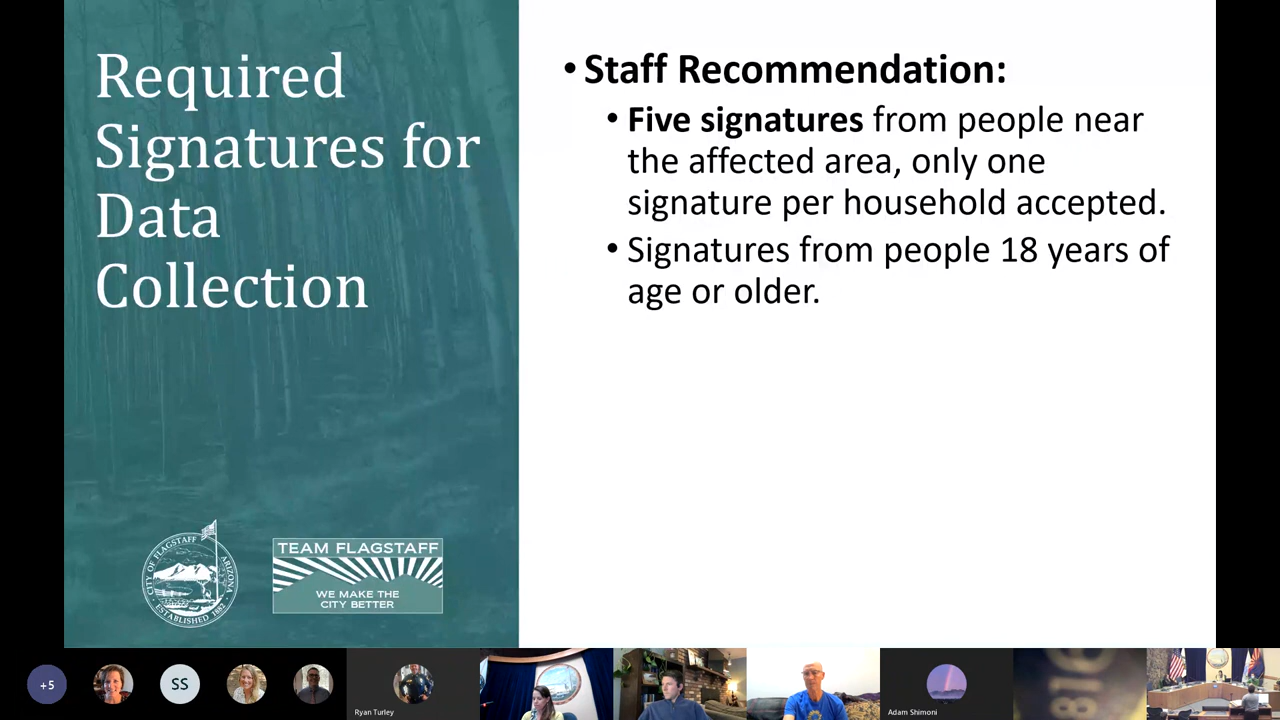 Required
Signatures for
Data
Collection
• Staff Recommendation:
• Five signatures from people near
the affected area, only one
signature per household accepted.
• Signatures from people 18 years of
age or older.
CITY OF FLAGSTAFF
ARIZONA
ESTABLISHED 1882
TEAM FLAGSTAFF
WE MAKE THE
CITY BETTER
+5
SS
Ryan Turley
Adam Shimoni